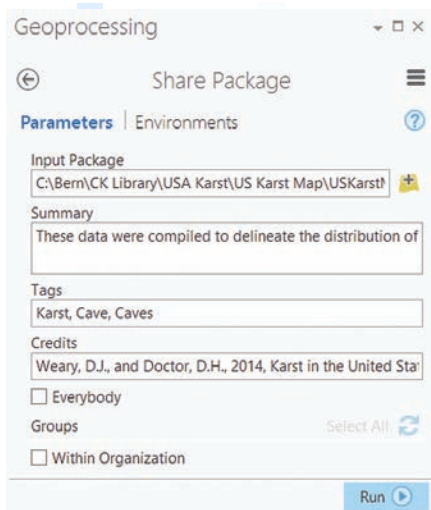 Geoprocessing
Share Package
Parameters | Environments
Input Package
C:\Bern\CK Library\USA Karst\US Karst Map\USKarst
Summary
These data were compiled to delineate the distribution of
Tags
Karst, Cave, Caves
Credits
Weary, D.J., and Doctor, D.H., 2014, Karst in the United Sta
Everybody
Groups
Select All
Within Organization
Run